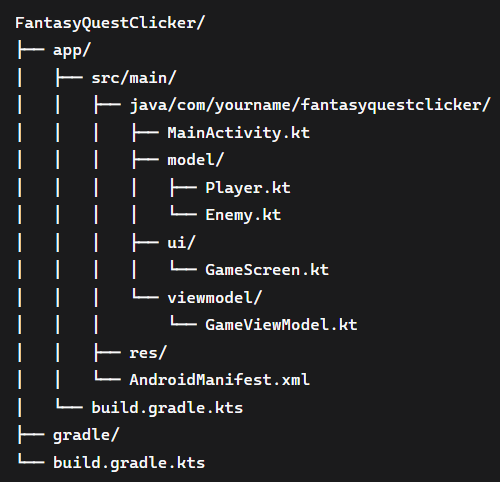 FantasyQuestClicker/
├── app/
│   ├── src/main/
│   │   ├── java/com/yourname/fantasyquestclicker/
│   │   │   ├── MainActivity.kt
│   │   │   ├── model/
│   │   │   │   ├── Player.kt
│   │   │   │   └── Enemy.kt
│   │   │   ├── ui/
│   │   │   │   └── GameScreen.kt
│   │   │   └── viewmodel/
│   │   │       └── GameViewModel.kt
│   │   ├── res/
│   │   └── AndroidManifest.xml
│   └── build.gradle.kts
├── gradle/
└── build.gradle.kts